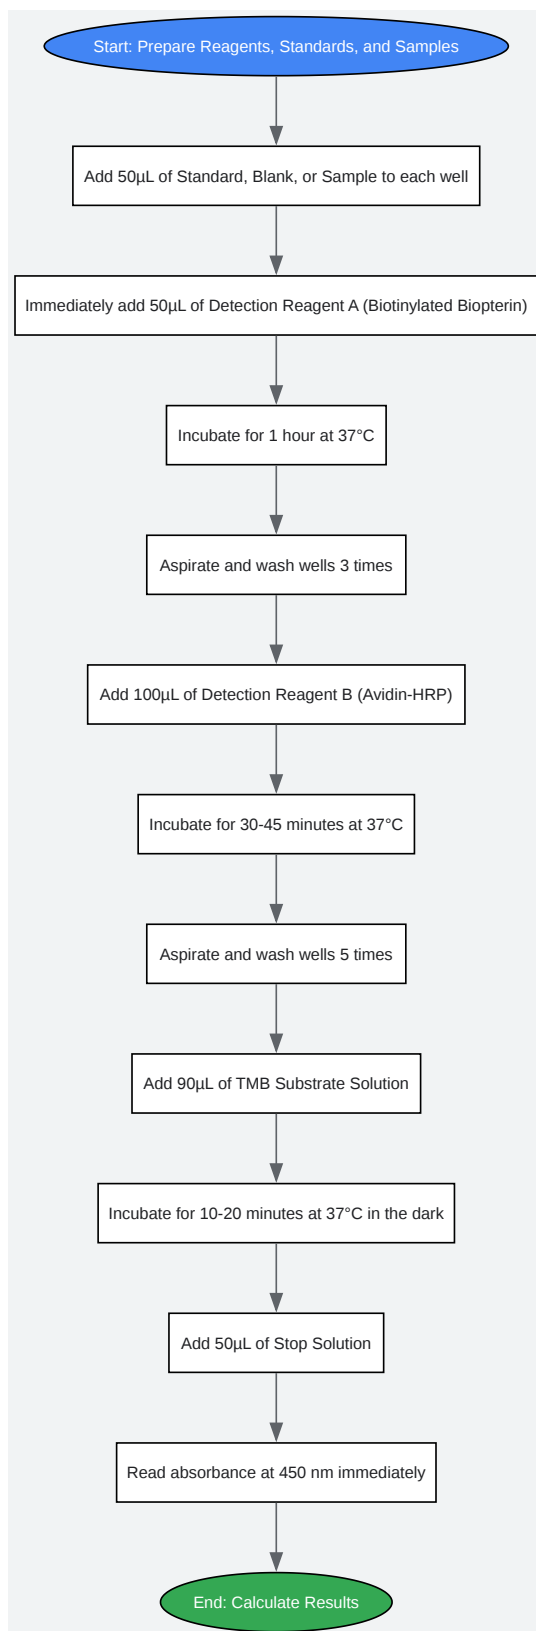 Start: Prepare Reagents, Standards, and Samples
Add 50µL of Standard, Blank, or Sample to each well
Immediately add 50µL of Detection Reagent A (Biotinylated Biopterin)
Incubate for 1 hour at 37°C
Aspirate and wash wells 3 times
Add 100µL of Detection Reagent B (Avidin-HRP)
Incubate for 30-45 minutes at 37°C
Aspirate and wash wells 5 times
Add 90µL of TMB Substrate Solution
Incubate for 10-20 minutes at 37°C in the dark
Add 50µL of Stop Solution
Read absorbance at 450 nm immediately
End: Calculate Results